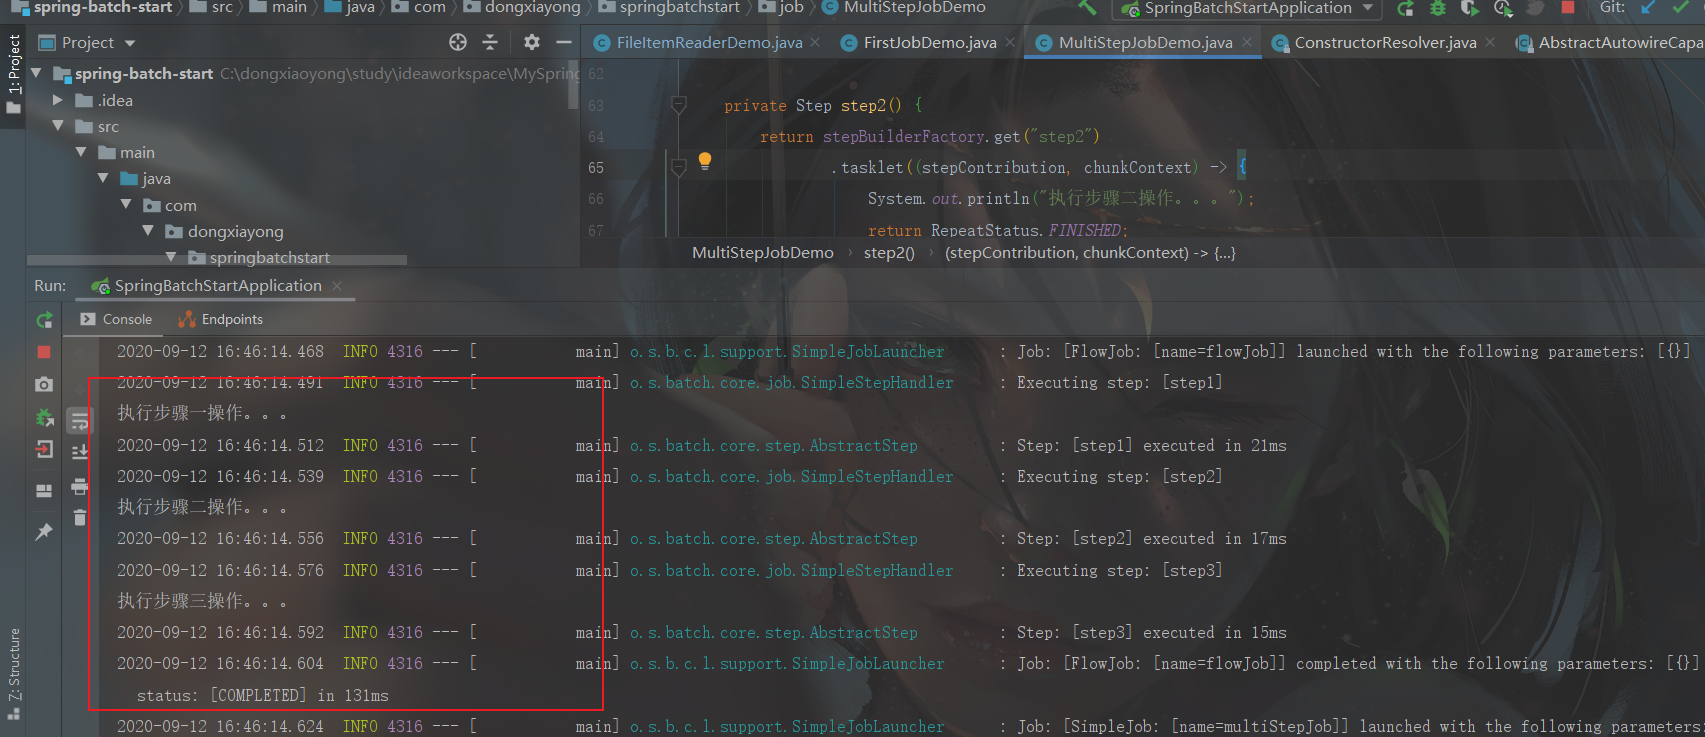 spring-batch-start src main java com dongxiayong springbatchstart job MultiStepJobDemo SpringBatchStartApplication Git:
Project FileItemReaderDemo.java FirstJobDemo.java MultiStepJobDemo.java ConstructorResolver.java AbstractAutowireCapa
1: Project
spring-batch-start C:\dongxiaoyong\study\ideaworkspace\MySpring
.idea
src
main
java
com
dongxiayong
springbatchstart
62
63 private Step step2() {
64 return stepBuilderFactory.get("step2")
65 .tasklet((stepContribution, chunkContext) -> {
66 System.out.println("执行步骤二操作。。。");
67 return RepeatStatus.FINISHED;
MultiStepJobDemo › step2() › (stepContribution, chunkContext) -> {...}
Run: SpringBatchStartApplication
Console Endpoints
2020-09-12 16:46:14.468 INFO 4316 --- [ main] o.s.b.c.l.support.SimpleJobLauncher : Job: [FlowJob: [name=flowJob]] launched with the following parameters: [{}]
2020-09-12 16:46:14.491 INFO 4316 --- [ main] o.s.batch.core.job.SimpleStepHandler : Executing step: [step1]
执行步骤一操作。。。
2020-09-12 16:46:14.512 INFO 4316 --- [ main] o.s.batch.core.step.AbstractStep : Step: [step1] executed in 21ms
2020-09-12 16:46:14.539 INFO 4316 --- [ main] o.s.batch.core.job.SimpleStepHandler : Executing step: [step2]
执行步骤二操作。。。
2020-09-12 16:46:14.556 INFO 4316 --- [ main] o.s.batch.core.step.AbstractStep : Step: [step2] executed in 17ms
2020-09-12 16:46:14.576 INFO 4316 --- [ main] o.s.batch.core.job.SimpleStepHandler : Executing step: [step3]
执行步骤三操作。。。
2020-09-12 16:46:14.592 INFO 4316 --- [ main] o.s.batch.core.step.AbstractStep : Step: [step3] executed in 15ms
2020-09-12 16:46:14.604 INFO 4316 --- [ main] o.s.b.c.l.support.SimpleJobLauncher : Job: [FlowJob: [name=flowJob]] completed with the following parameters: [{}]
status: [COMPLETED] in 131ms
2020-09-12 16:46:14.624 INFO 4316 --- [ main] o.s.b.c.l.support.SimpleJobLauncher : Job: [SimpleJob: [name=multiStepJob]] launched with the following parameters:
7: Structure